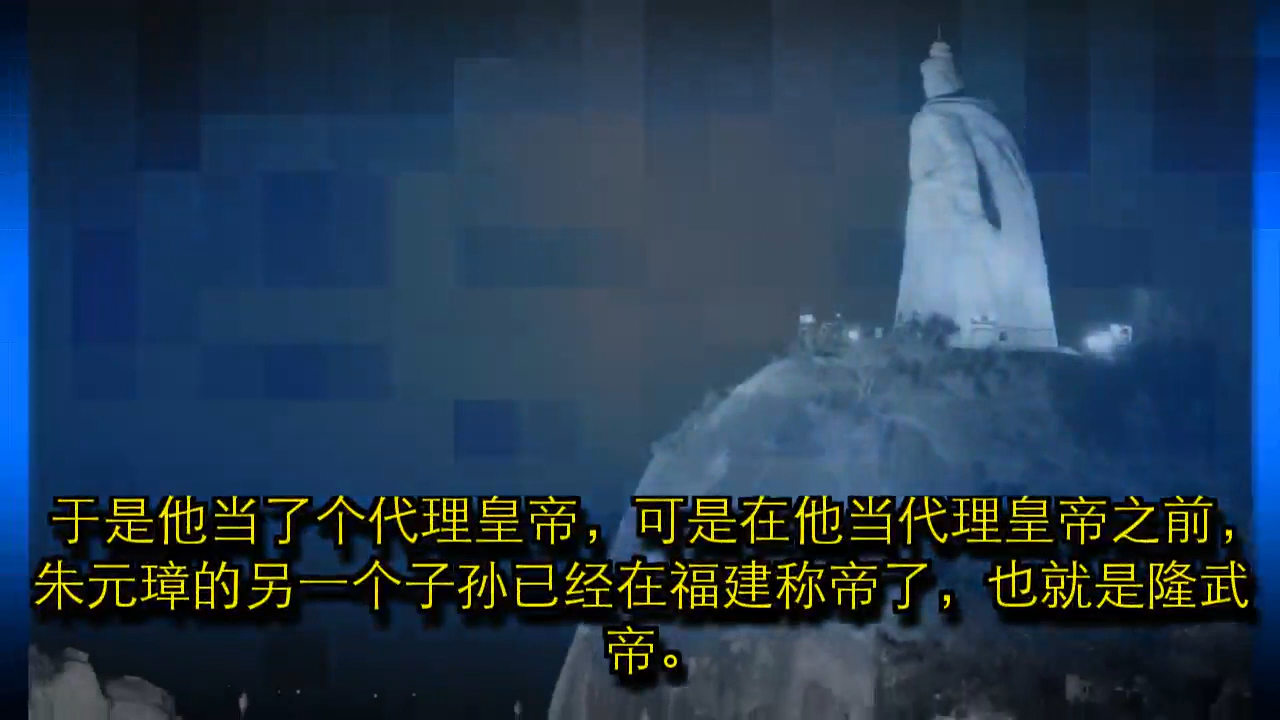 于是他当了个代理皇帝，可是在他当代理皇帝之前，
朱元璋的另一个子孙已经在福建称帝了，也就是隆武
帝。